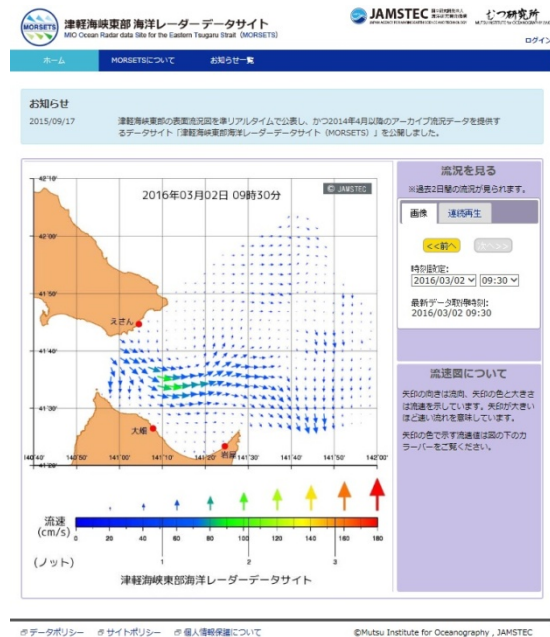 MORSETS
津軽海峡東部 海洋レーダー データサイト
MIO Ocean Radar data Site for the Eastern Tsugaru Strait (MORSETS)
JAMSTEC
むつ研究所
ログイン
ホーム
MORSETSについて
お知らせ一覧
お知らせ
2015/09/17
津軽海峡東部の表面流況図を準リアルタイムで公表し、かつ2014年4月以降のアーカイブ流況データを提供す
るデータサイト「津軽海峡東部海洋レーダーデータサイト（MORSETS）」を公開しました。
2016年03月02日 09時30分
© JAMSTEC
42°10'
42°00'
41°50'
41°40'
41°30'
41°20'
えさん
大畑
岩屋
140°40'
140°50'
141°00'
141°10'
141°20'
141°30'
141°40'
141°50'
142°00'
流速
(cm/s)
0 20 40 60 80 100 120 140 160 180
(ノット)
1 2 3
津軽海峡東部海洋レーダーデータサイト
流況を見る
※過去2日間の流況が見られます。
画像
連続再生
<<前へ
次へ>>
時刻設定:
2016/03/02
09:30
最新データ取得時刻:
2016/03/02 09:30
流速図について
矢印の向きは流向、矢印の色と大きさ
は流速を示しています。矢印が大きい
ほど速い流れを意味しています。
矢印の色で示す流速値は図の下のカ
ラーバーをご覧ください。
データポリシー
サイトポリシー
個人情報保護について
©Mutsu Institute for Oceanography , JAMSTEC